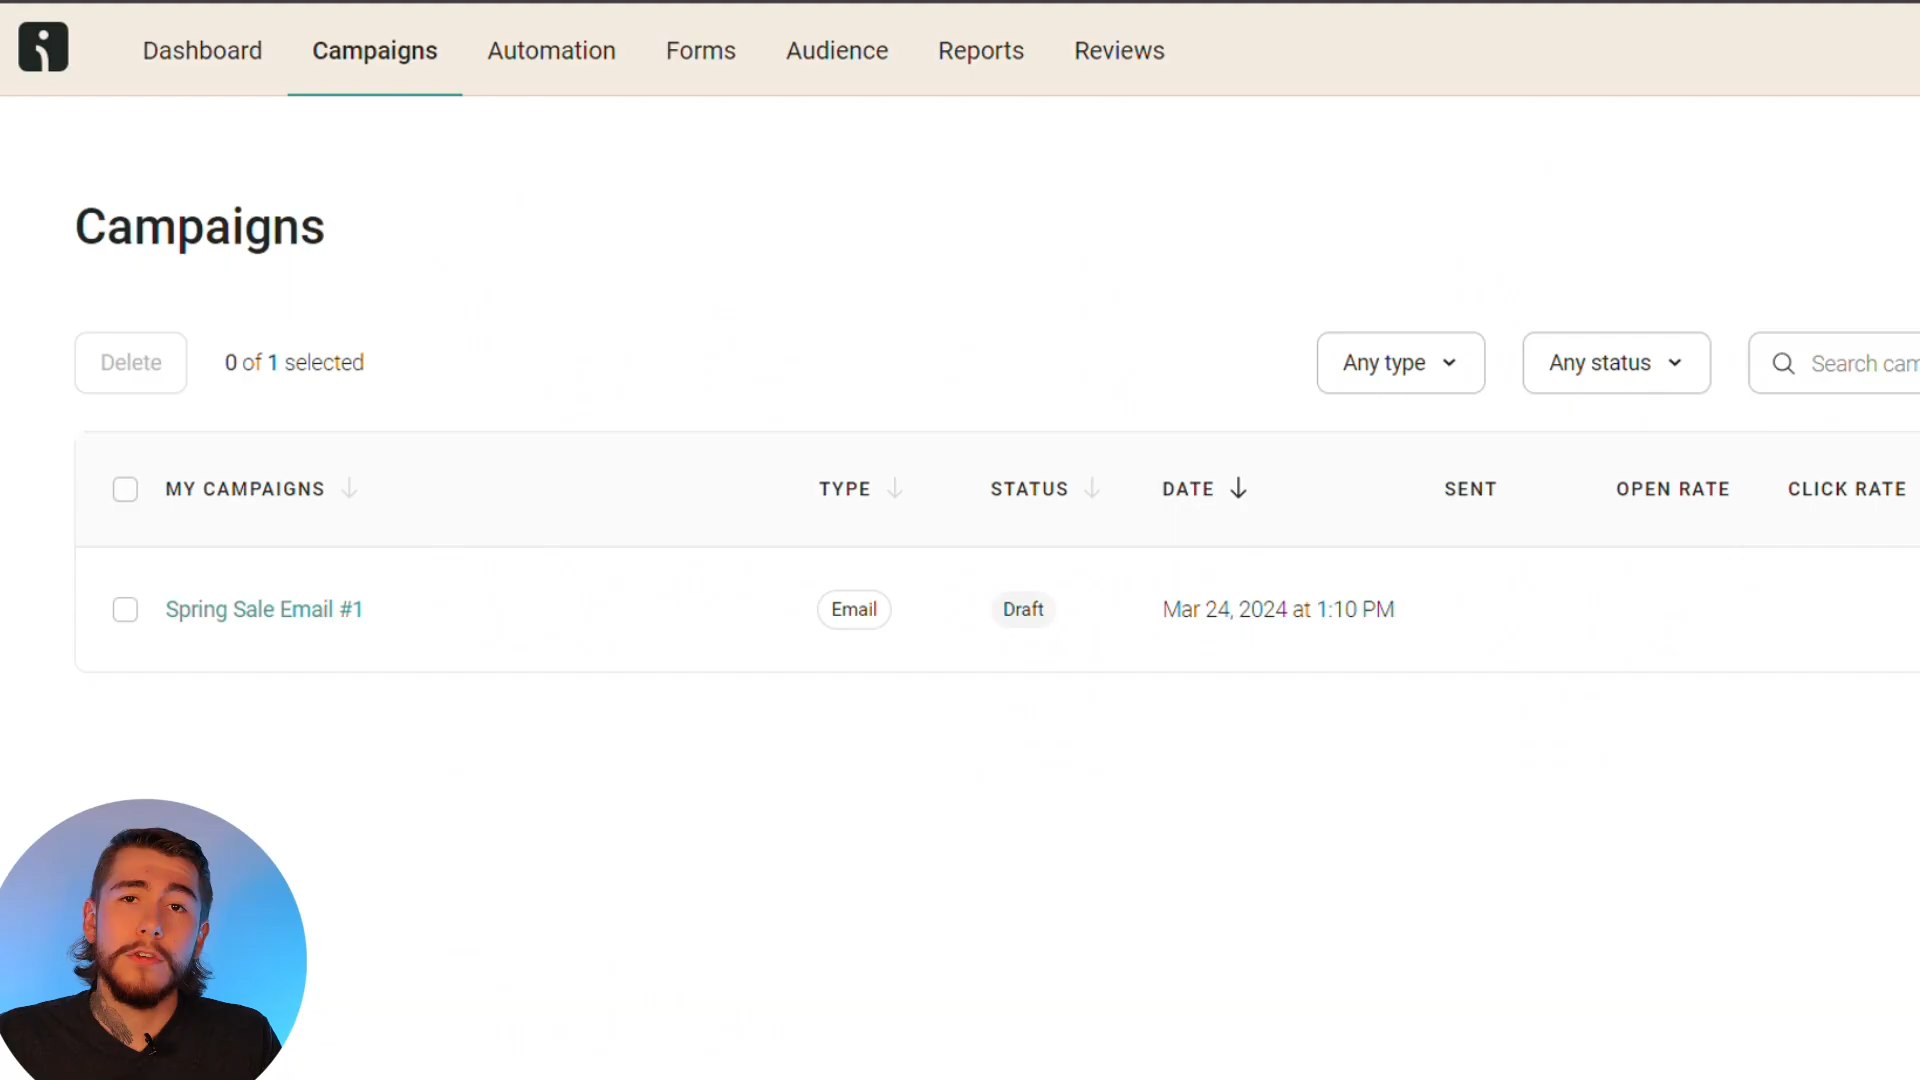 Dashboard Campaigns Automation Forms Audience Reports Reviews
Campaigns
Delete 0 of 1 selected Any type Any status Search cam
MY CAMPAIGNS TYPE STATUS DATE SENT OPEN RATE CLICK RATE
Spring Sale Email #1 Email Draft Mar 24, 2024 at 1:10 PM